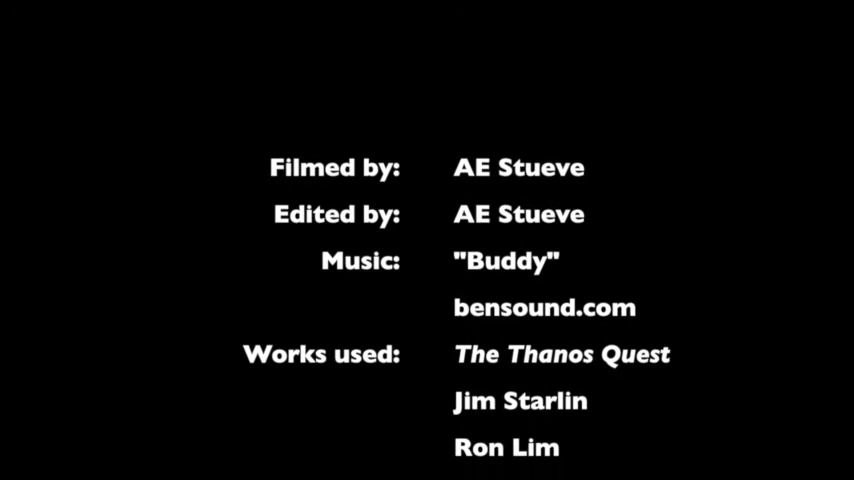 Filmed by: AE Stueve
Edited by: AE Stueve
Music: "Buddy"
bensound.com
Works used: The Thanos Quest
Jim Starlin
Ron Lim